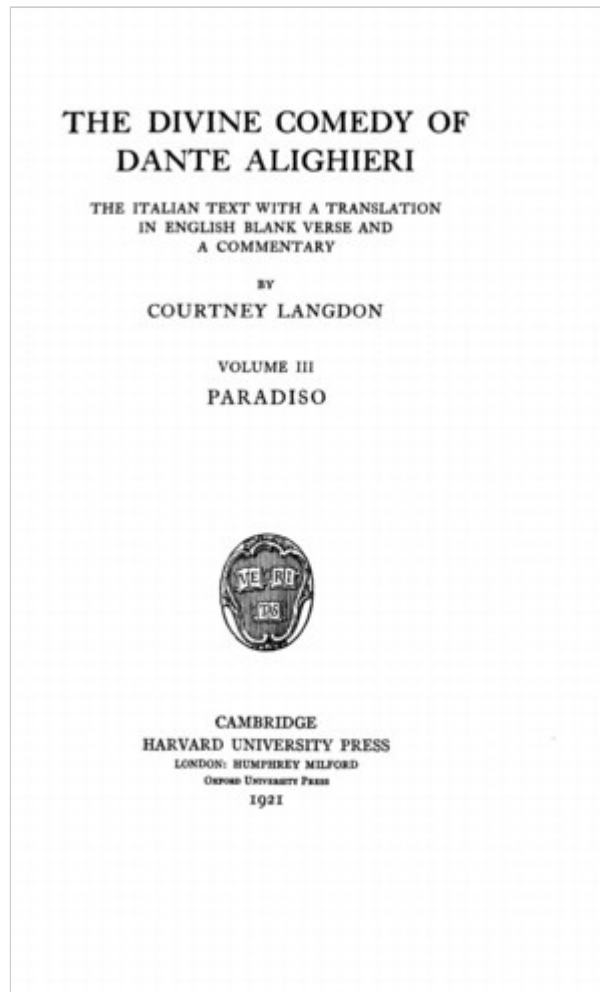 THE DIVINE COMEDY OF
DANTE ALIGHIERI
THE ITALIAN TEXT WITH A TRANSLATION
IN ENGLISH BLANK VERSE AND
A COMMENTARY
BY
COURTNEY LANGDON
VOLUME III
PARADISO
VE RI
TAS
CAMBRIDGE
HARVARD UNIVERSITY PRESS
LONDON: HUMPHREY MILFORD
OXFORD UNIVERSITY PRESS
1921